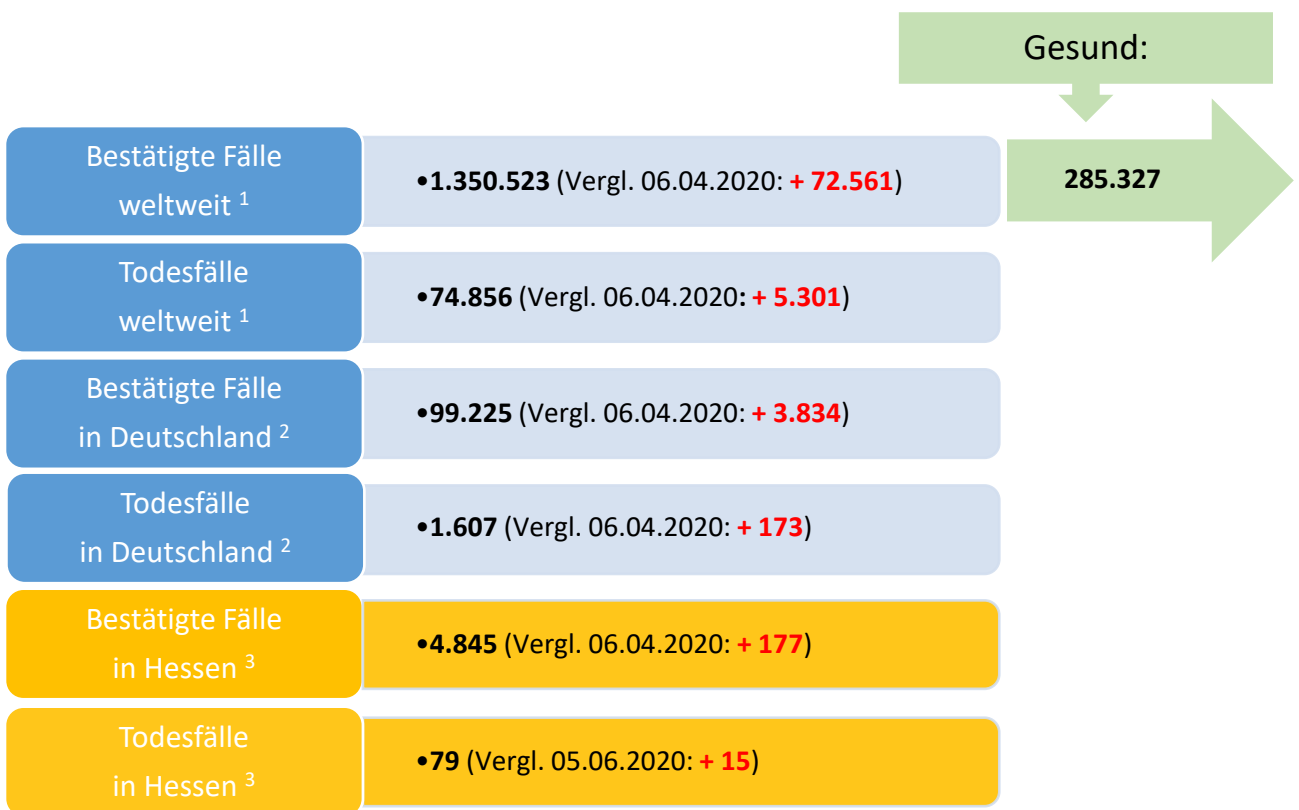 Gesund:
Bestätigte Fälle
weltweit ¹
•1.350.523 (Vergl. 06.04.2020: + 72.561)
285.327
Todesfälle
weltweit ¹
•74.856 (Vergl. 06.04.2020: + 5.301)
Bestätigte Fälle
in Deutschland ²
•99.225 (Vergl. 06.04.2020: + 3.834)
Todesfälle
in Deutschland ²
•1.607 (Vergl. 06.04.2020: + 173)
Bestätigte Fälle
in Hessen ³
•4.845 (Vergl. 06.04.2020: + 177)
Todesfälle
in Hessen ³
•79 (Vergl. 05.06.2020: + 15)